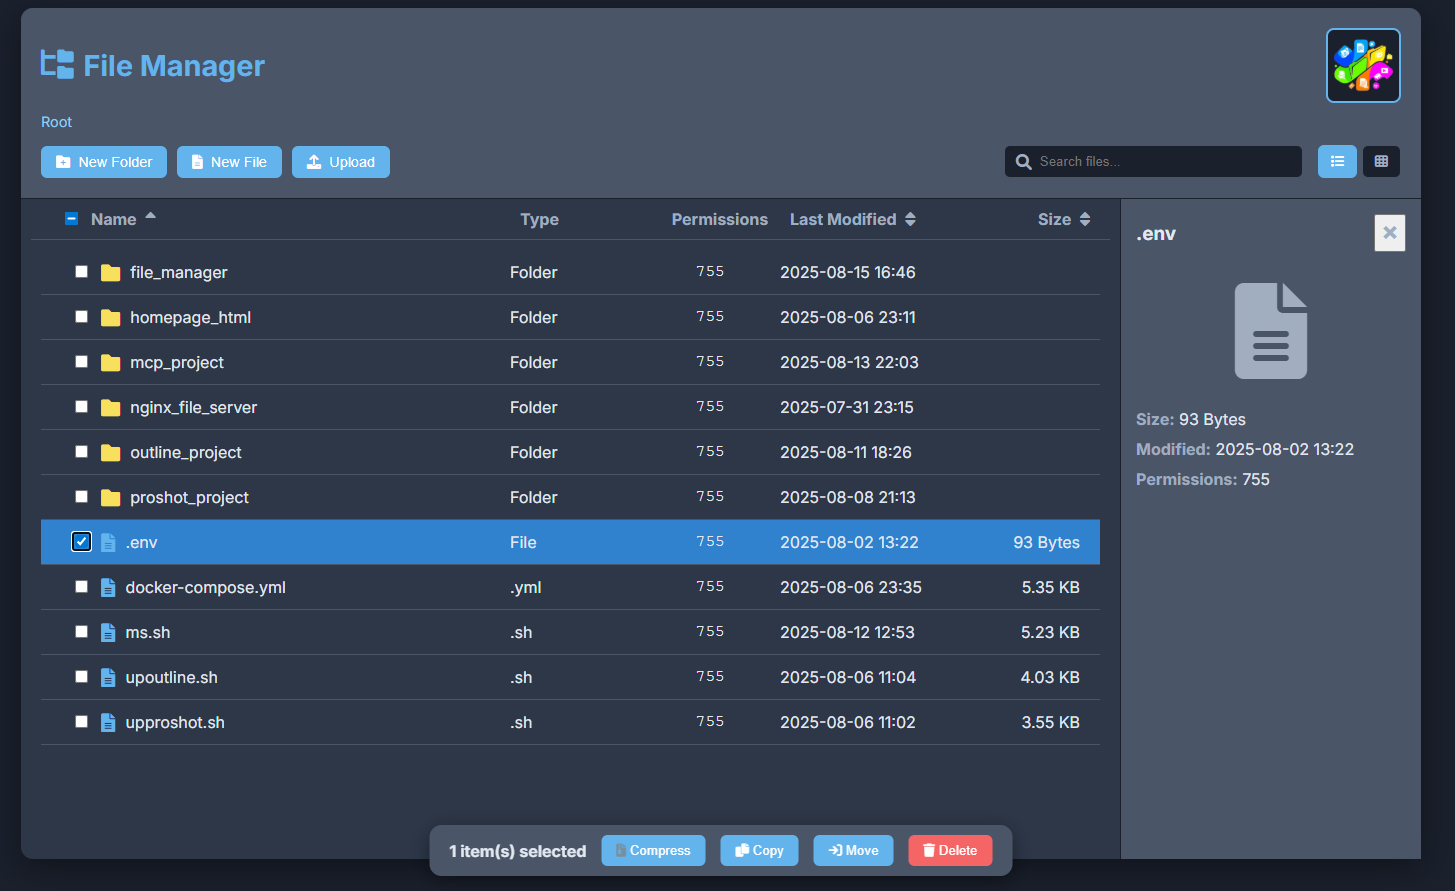 File Manager
Root
New Folder New File Upload Search files...
Name Type Permissions Last Modified Size
file_manager Folder 755 2025-08-15 16:46
homepage_html Folder 755 2025-08-06 23:11
mcp_project Folder 755 2025-08-13 22:03
nginx_file_server Folder 755 2025-07-31 23:15
outline_project Folder 755 2025-08-11 18:26
proshot_project Folder 755 2025-08-08 21:13
.env File 755 2025-08-02 13:22 93 Bytes
docker-compose.yml .yml 755 2025-08-06 23:35 5.35 KB
ms.sh .sh 755 2025-08-12 12:53 5.23 KB
upoutline.sh .sh 755 2025-08-06 11:04 4.03 KB
upproshot.sh .sh 755 2025-08-06 11:02 3.55 KB
.env
Size: 93 Bytes
Modified: 2025-08-02 13:22
Permissions: 755
1 item(s) selected Compress Copy Move Delete